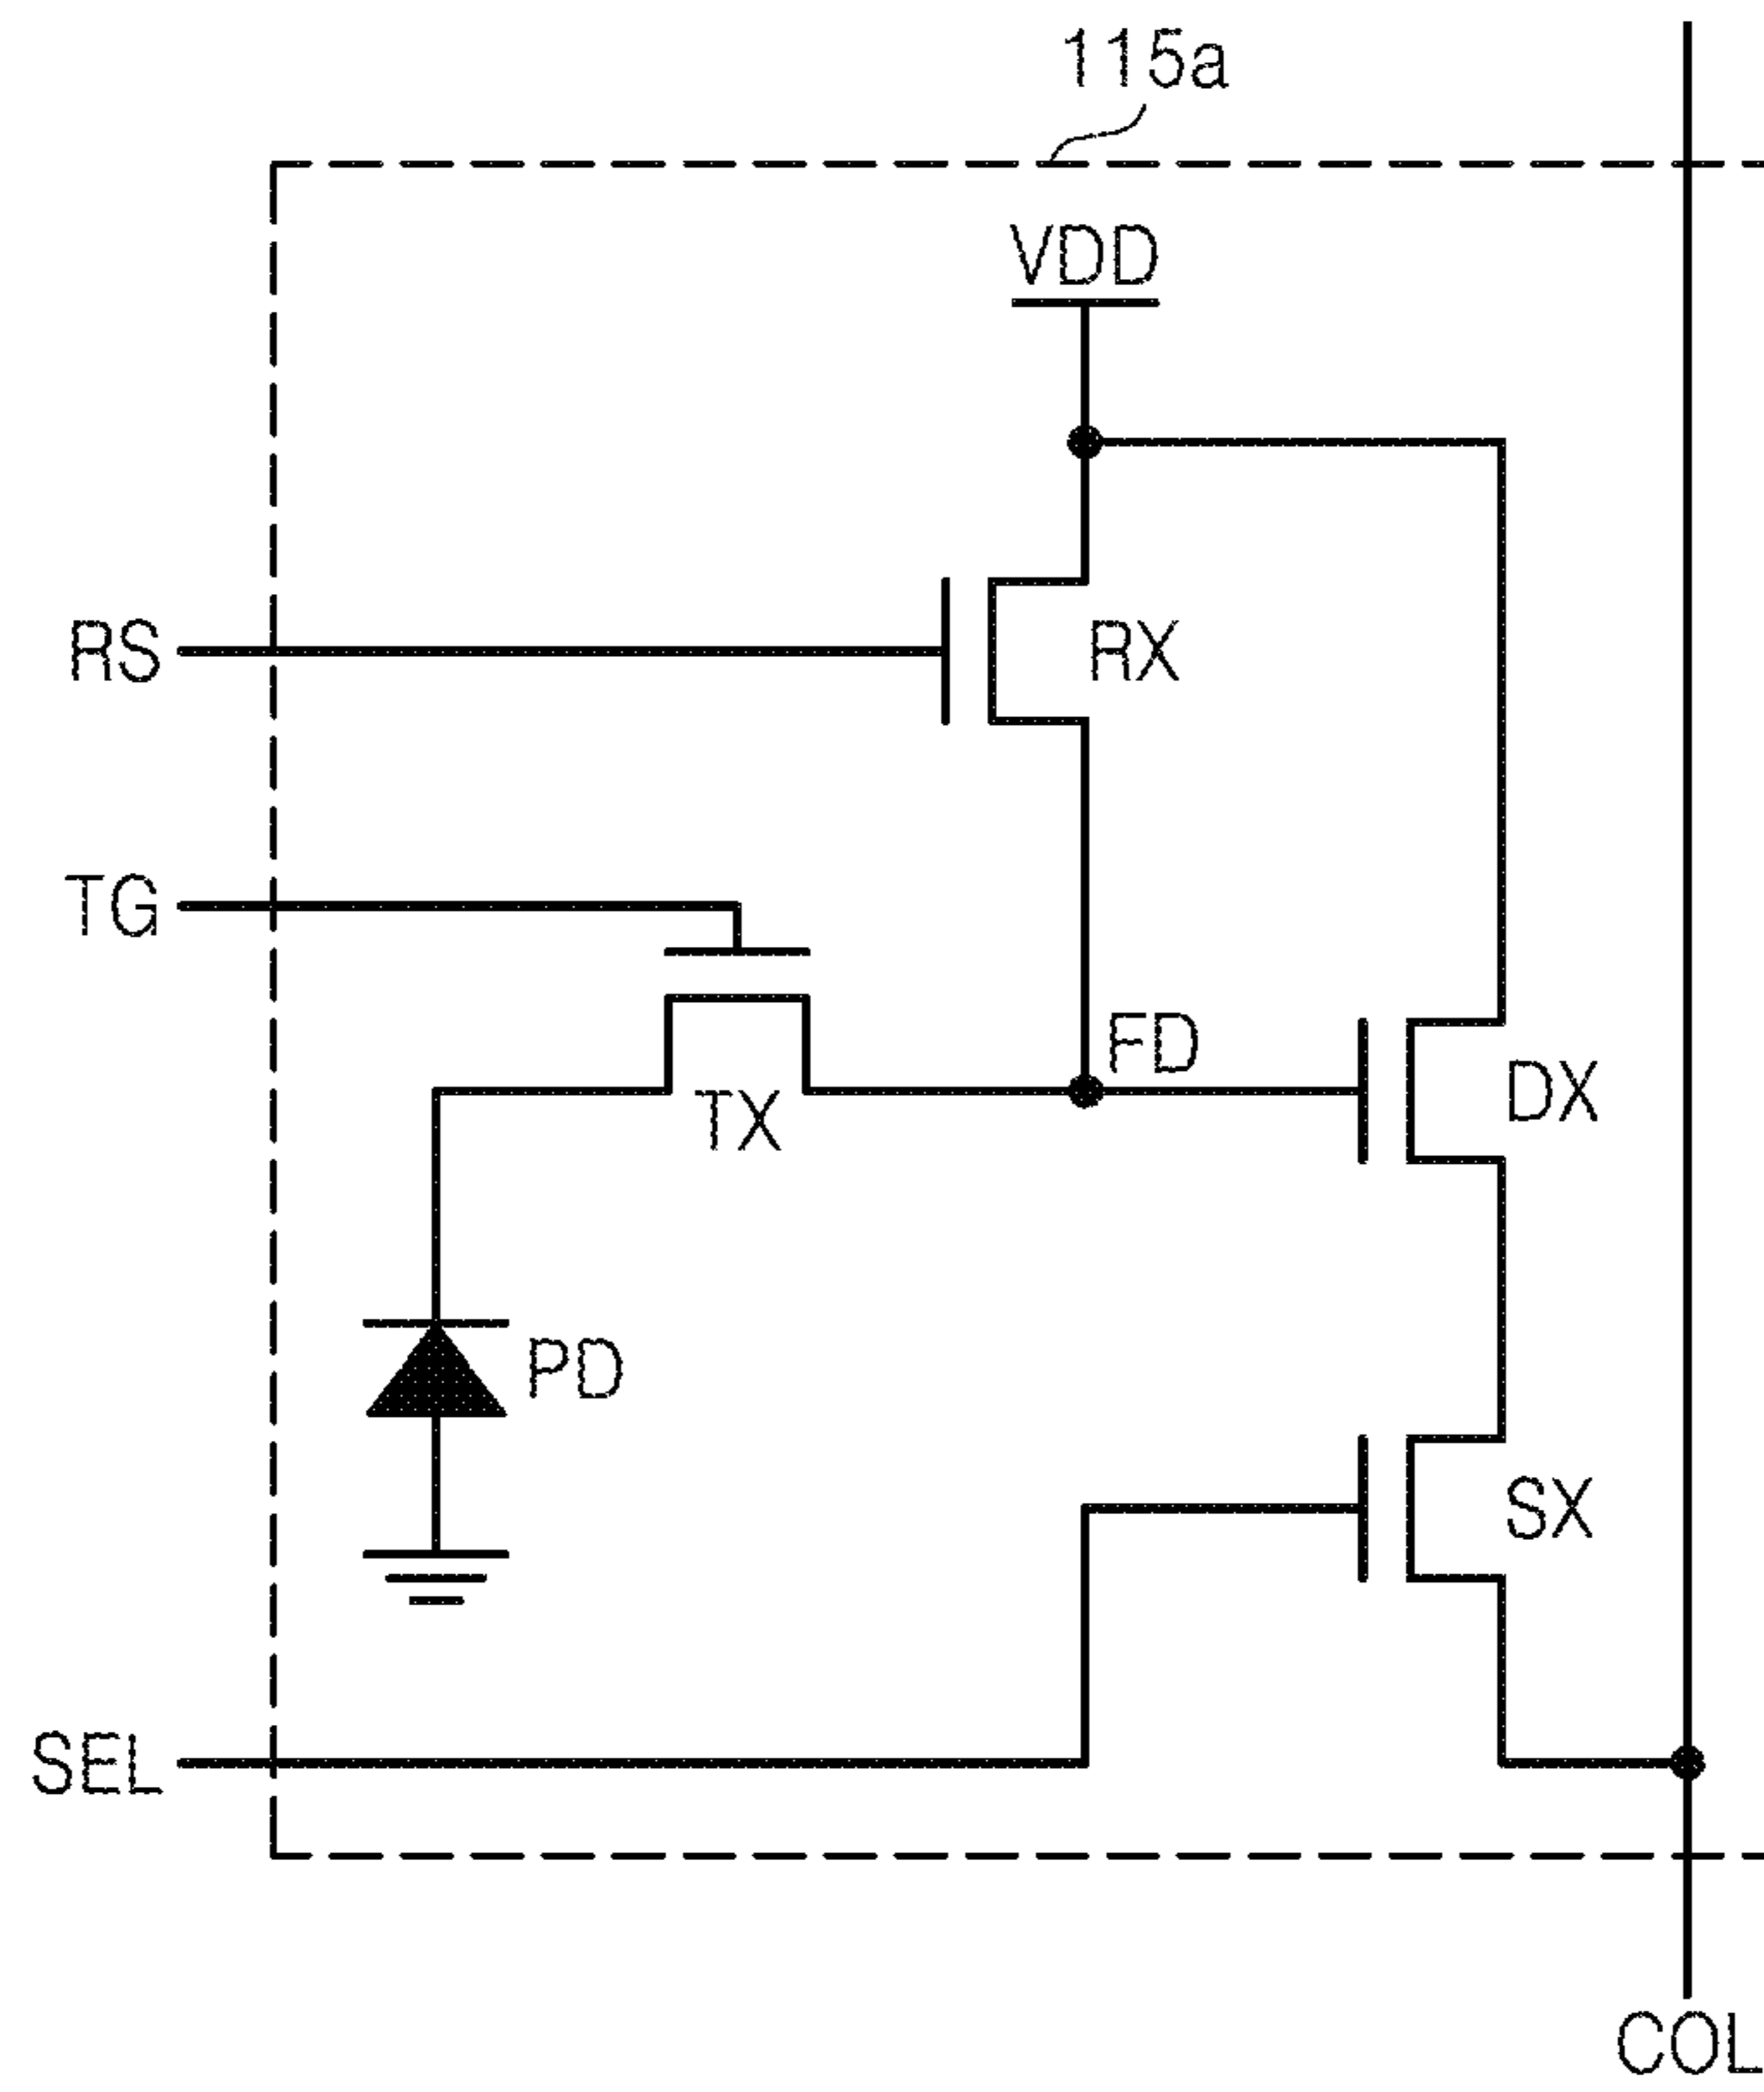 115a
VDD
RS
RX
TG
FD
DX
TX
PD
SX
SEL
COL